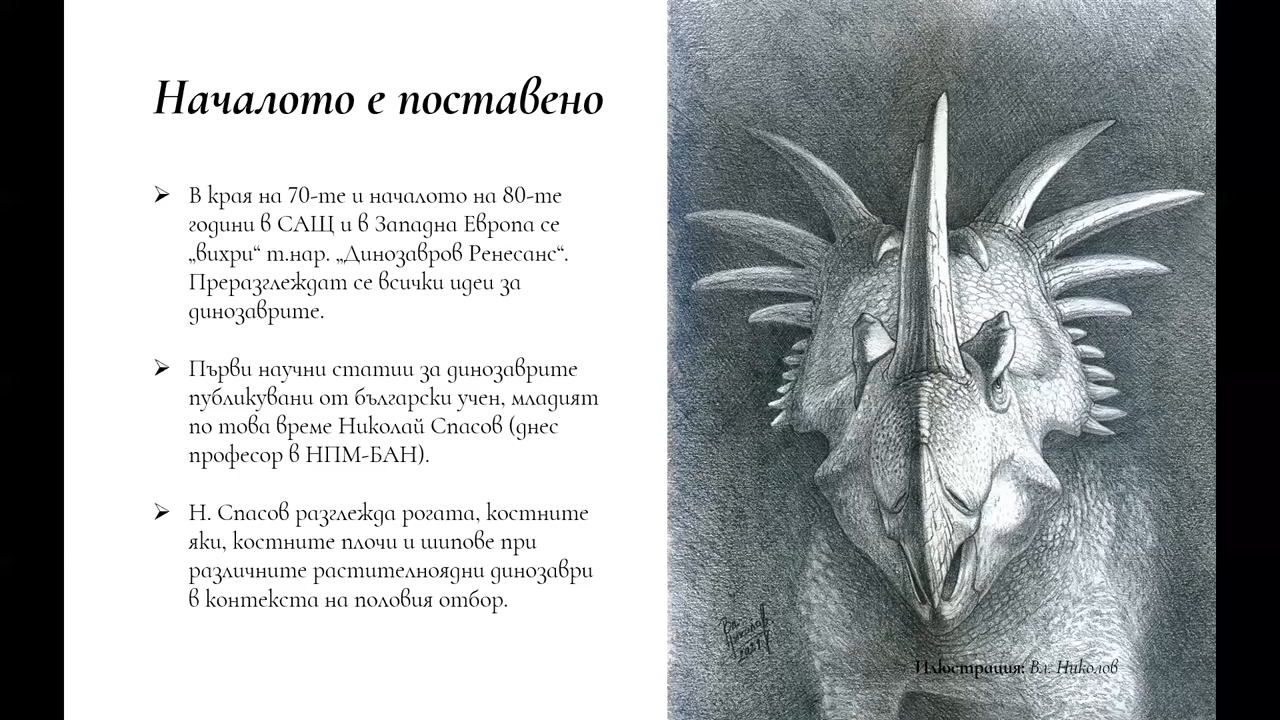 Началото е поставено
В края на 70-те и началото на 80-те
години в САЩ и в Западна Европа се
„вихри“ т.нар. „Динозавров Ренесанс“.
Преразглеждат се всички идеи за
динозаврите.
Първи научни статии за динозаврите
публикувани от български учен, младият
по това време Николай Спасов (днес
професор в НПМ-БАН).
Н. Спасов разглежда рогата, костните
яки, костните плочи и шипове при
различните растителноядни динозаври
в контекста на половия отбор.
Вл.
Николов
2021
Илюстрация: Вл. Николов